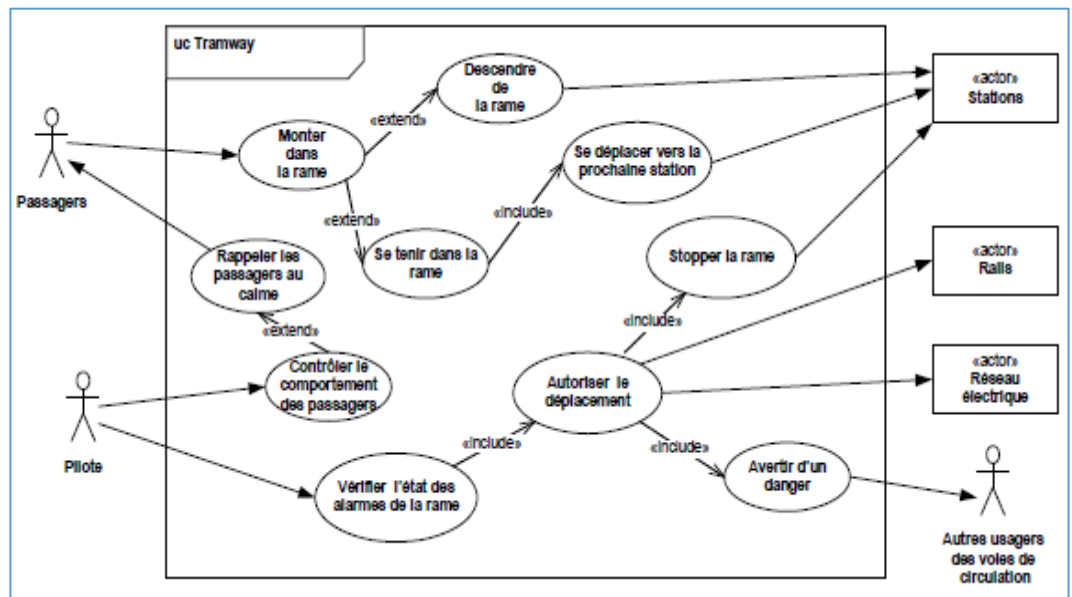 uc Tramway
Descendre
de
la rame
«actor»
Stations
«extend»
Monter
dans
la rame
Se déplacer vers la
prochaine station
Passagers
«extend»
«include»
Rappeler les
passagers au
calme
Se tenir dans la
rame
Stopper la rame
«actor»
Rails
«extend»
«include»
Contrôler le
comportement
des passagers
Autoriser le
déplacement
«actor»
Réseau
électrique
Pilote
«include»
«include»
Vérifier l'état des
alarmes de la rame
Avertir d'un
danger
Autres usagers
des voies de
circulation